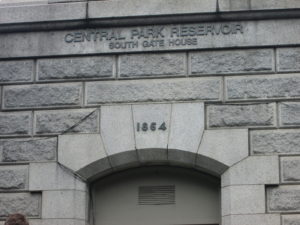 CENTRAL PARK RESERVOIR
SOUTH GATE HOUSE
1864